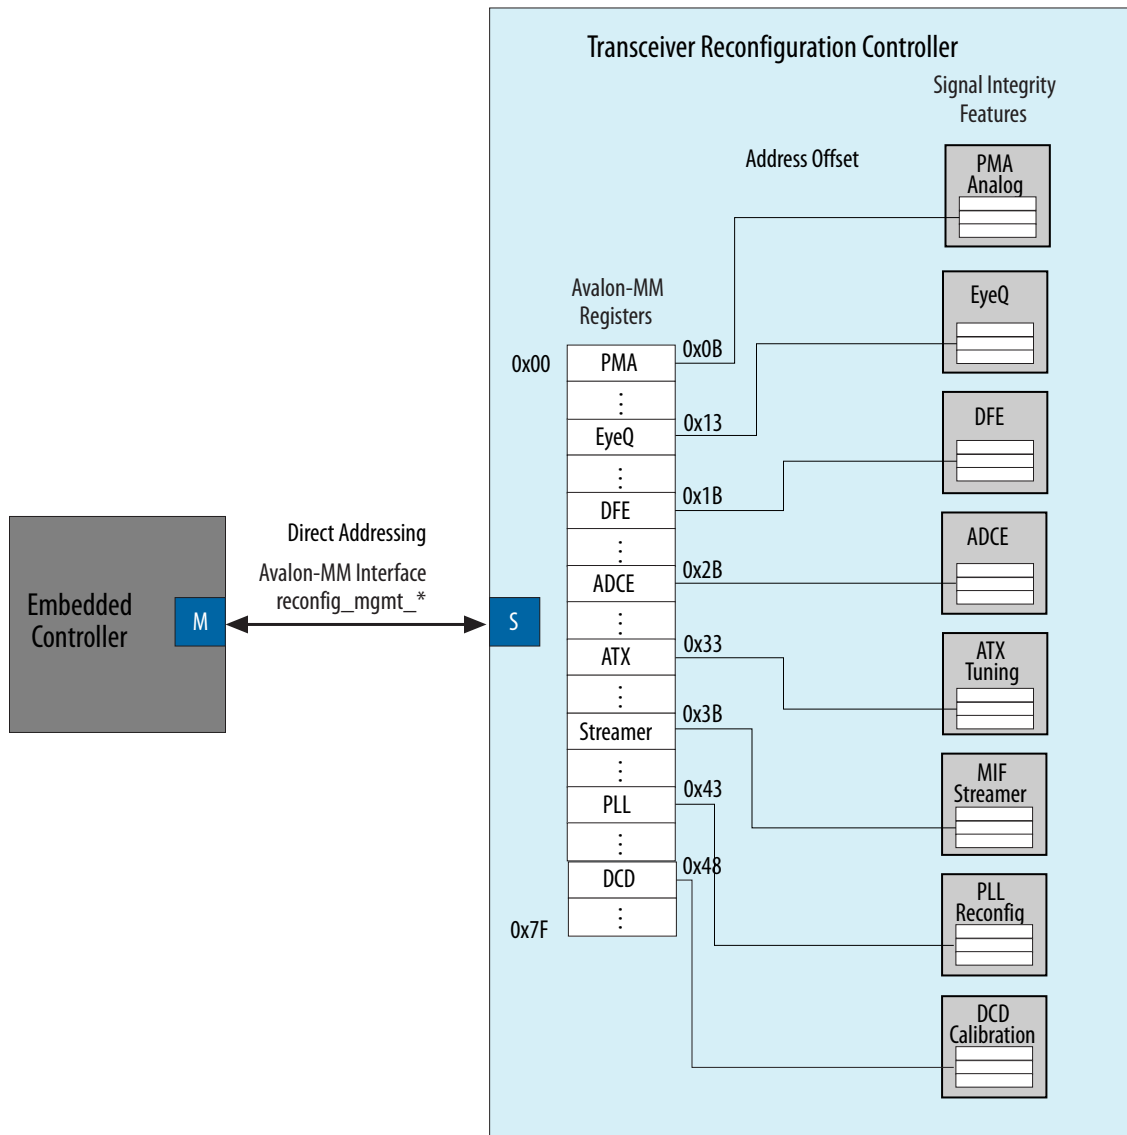 Transceiver Reconfiguration Controller
Signal Integrity
Features
Address Offset
PMA
Analog
EyeQ
DFE
ADCE
ATX
Tuning
MIF
Streamer
PLL
Reconfig
DCD
Calibration
Avalon-MM
Registers
0x00
PMA
0x0B
EyeQ
0x13
DFE
0x1B
ADCE
0x2B
ATX
0x33
Streamer
0x3B
PLL
0x43
DCD
0x48
0x7F
Embedded
Controller
M
Direct Addressing
Avalon-MM Interface
reconfig_mgmt_*
S